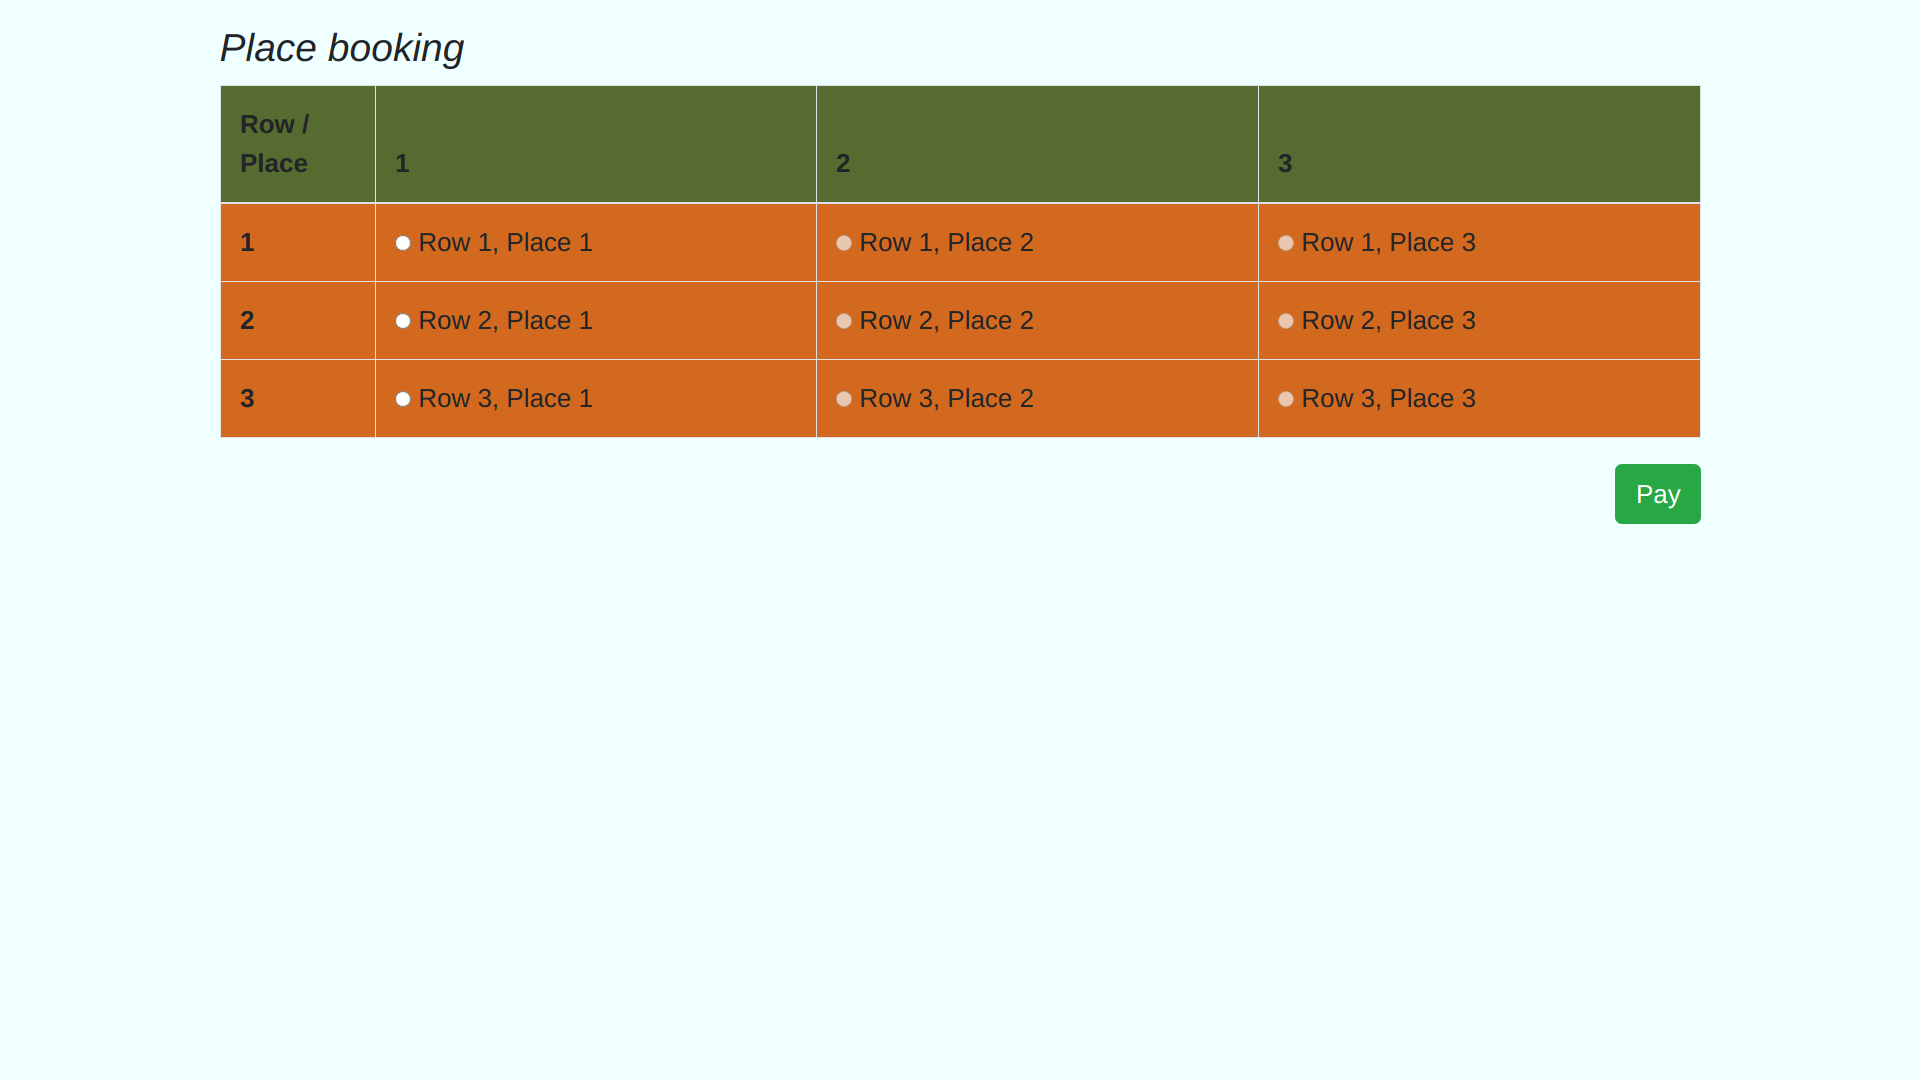 Place booking
Row /
Place
1
2
3
1
Row 1, Place 1
Row 1, Place 2
Row 1, Place 3
2
Row 2, Place 1
Row 2, Place 2
Row 2, Place 3
3
Row 3, Place 1
Row 3, Place 2
Row 3, Place 3
Pay